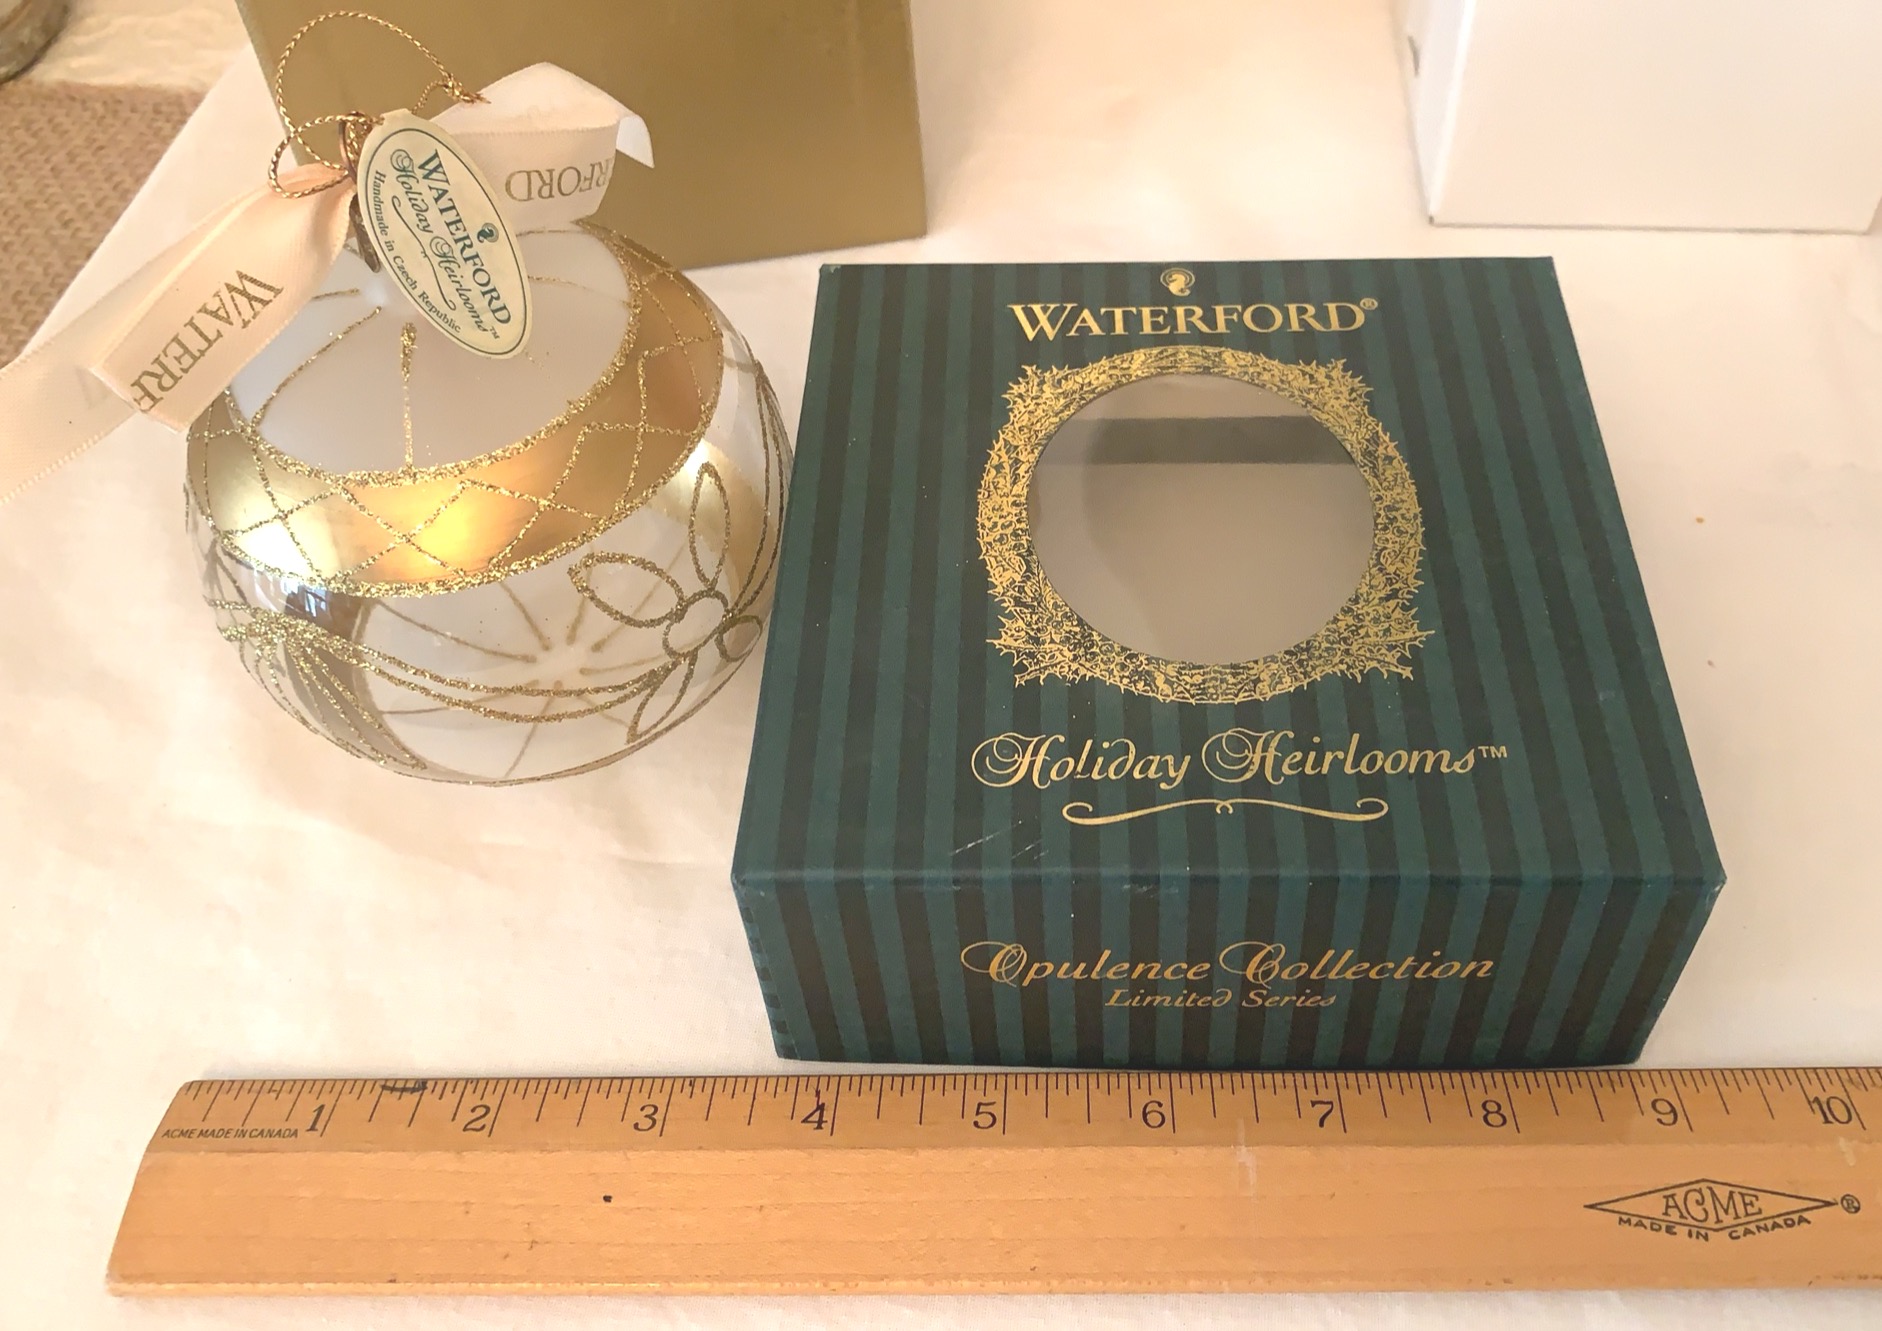 WATERFORD
Holiday Heirlooms™
Handmade in Czech Republic
WATERF
RFORD
WATERFORD®
Holiday Heirlooms™
Opulence Collection
Limited Series
1 2 3 4 5 6 7 8 9 10
ACME MADE IN CANADA
ACME ®
MADE IN CANADA